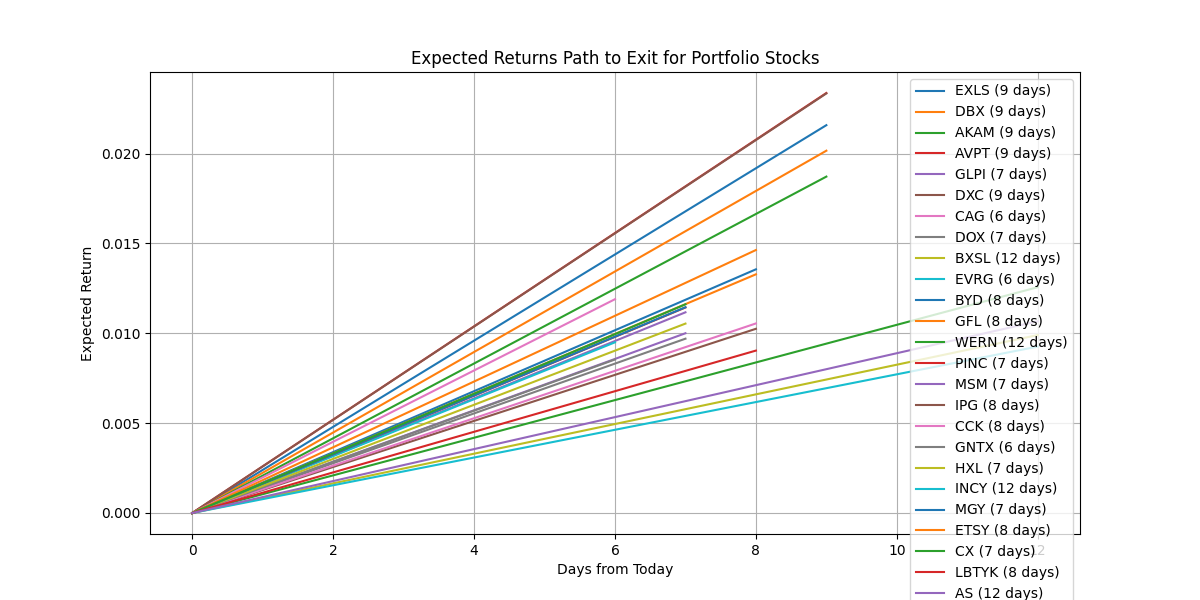 Expected Returns Path to Exit for Portfolio Stocks
Expected Return
0.020
0.015
0.010
0.005
0.000
0 2 4 6 8 10 12
Days from Today
EXLS (9 days)
DBX (9 days)
AKAM (9 days)
AVPT (9 days)
GLPI (7 days)
DXC (9 days)
CAG (6 days)
DOX (7 days)
BXSL (12 days)
EVRG (6 days)
BYD (8 days)
GFL (8 days)
WERN (12 days)
PINC (7 days)
MSM (7 days)
IPG (8 days)
CCK (8 days)
GNTX (6 days)
HXL (7 days)
INCY (12 days)
MGY (7 days)
ETSY (8 days)
CX (7 days)
LBTYK (8 days)
AS (12 days)